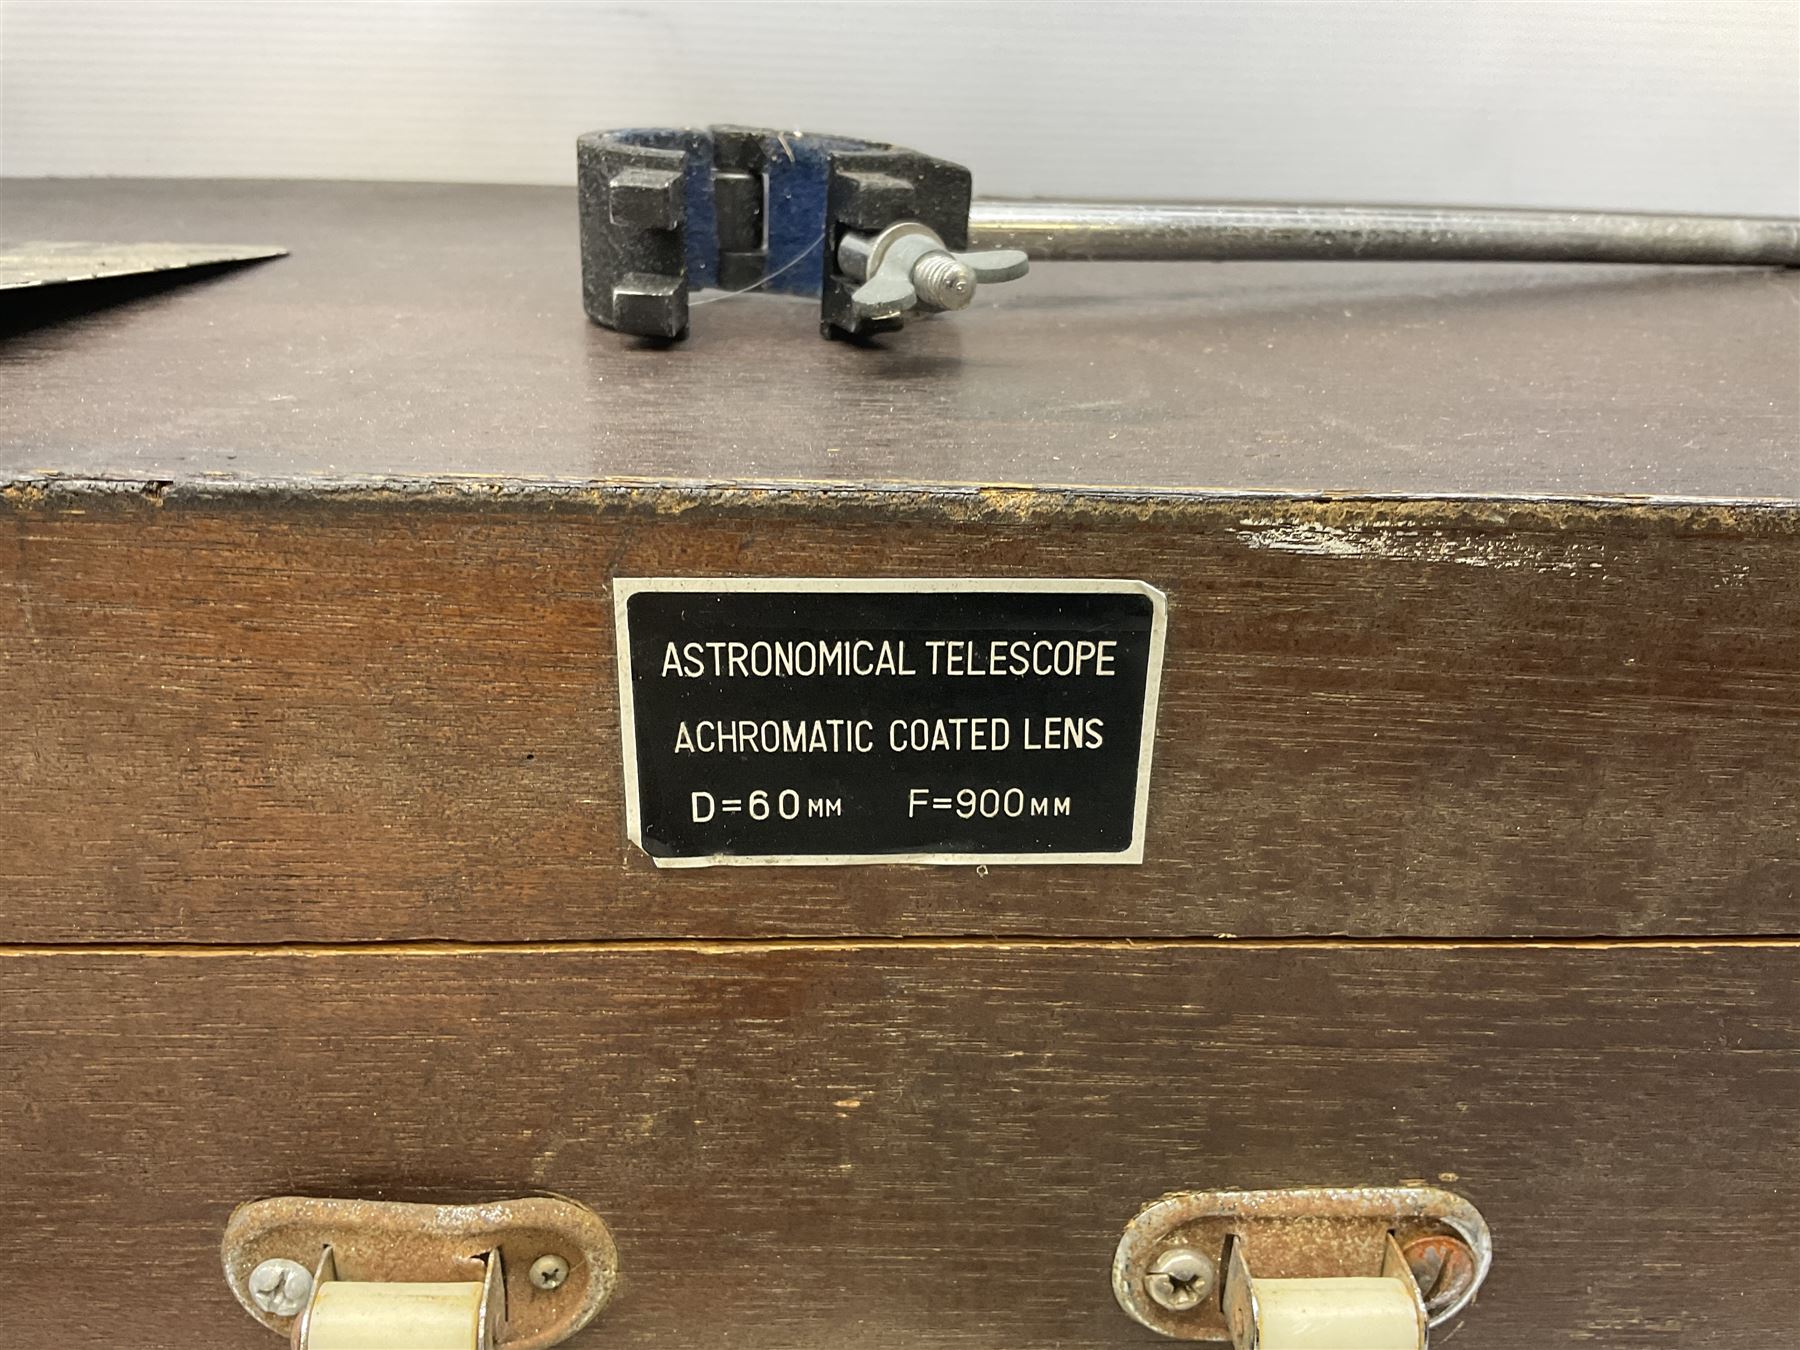 ASTRONOMICAL TELESCOPE
ACHROMATIC COATED LENS
D=60MM F=900MM